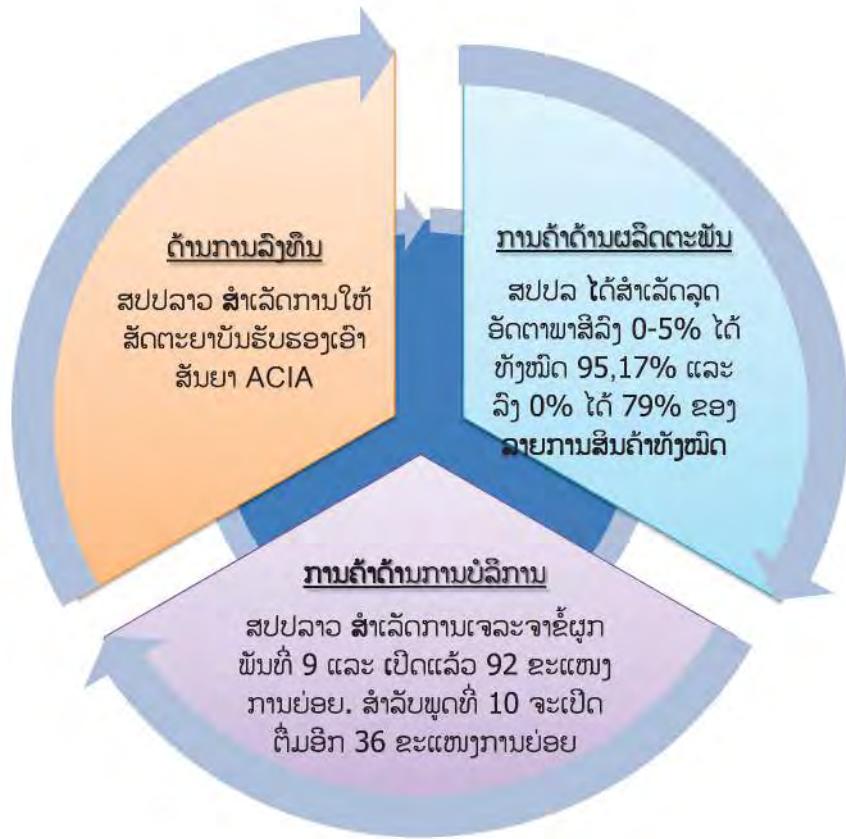 ດ້ານການລົງທຶນ
ສປປລາວ ສຳເລັດການໃຫ້
ສັດຕະຍາບັນຮັບຮອງເອົາ
ສັນຍາ ACIA
ການຄ້າດ້ານຜລິດຕະພັນ
ສປປລ ໄດ້ສຳເລັດລຸດ
ອັດຕາພາສີລົງ 0-5% ໄດ້
ທັງໝົດ 95,17% ແລະ
ລົງ 0% ໄດ້ 79% ຂອງ
ລາຍການສິນຄ້າທັງໝົດ
ການຄ້າດ້ານການບໍລິການ
ສປປລາວ ສຳເລັດການເຈລະຈາຂໍ້ຜູກ
ພັນທີ່ 9 ແລະ ເປີດແລ້ວ 92 ຂະແໜງ
ການຍ່ອຍ. ສຳລັບພູດທີ່ 10 ຈະເປີດ
ຕື່ມອີກ 36 ຂະແໜງການຍ່ອຍ